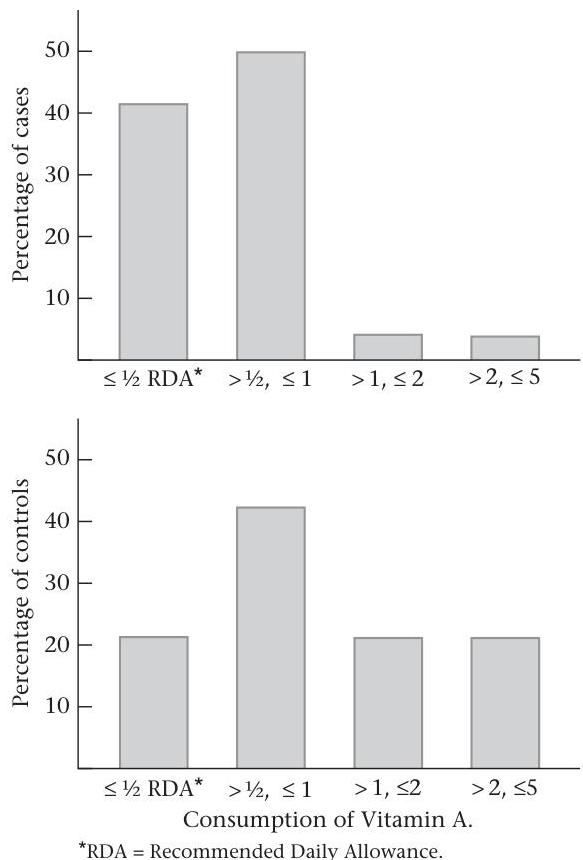 Percentage of cases
50
40
30
20
10
≤ ½ RDA* > ½, ≤ 1 > 1, ≤ 2 > 2, ≤ 5
Percentage of controls
50
40
30
20
10
≤ ½ RDA* > ½, ≤ 1 > 1, ≤2 > 2, ≤5
Consumption of Vitamin A.
*RDA = Recommended Daily Allowance.